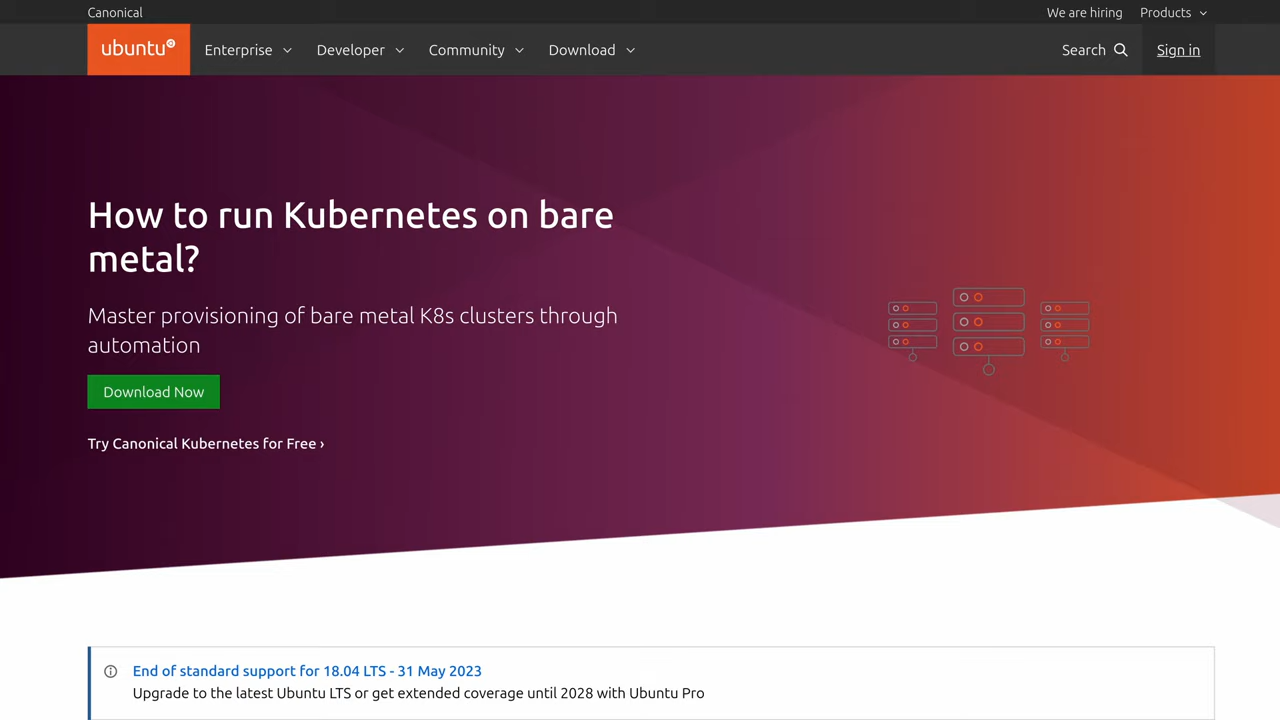 Canonical
We are hiring
Products
ubuntu
Enterprise
Developer
Community
Download
Search
Sign in
How to run Kubernetes on bare
metal?
Master provisioning of bare metal K8s clusters through
automation
Download Now
Try Canonical Kubernetes for Free ›
End of standard support for 18.04 LTS - 31 May 2023
Upgrade to the latest Ubuntu LTS or get extended coverage until 2028 with Ubuntu Pro